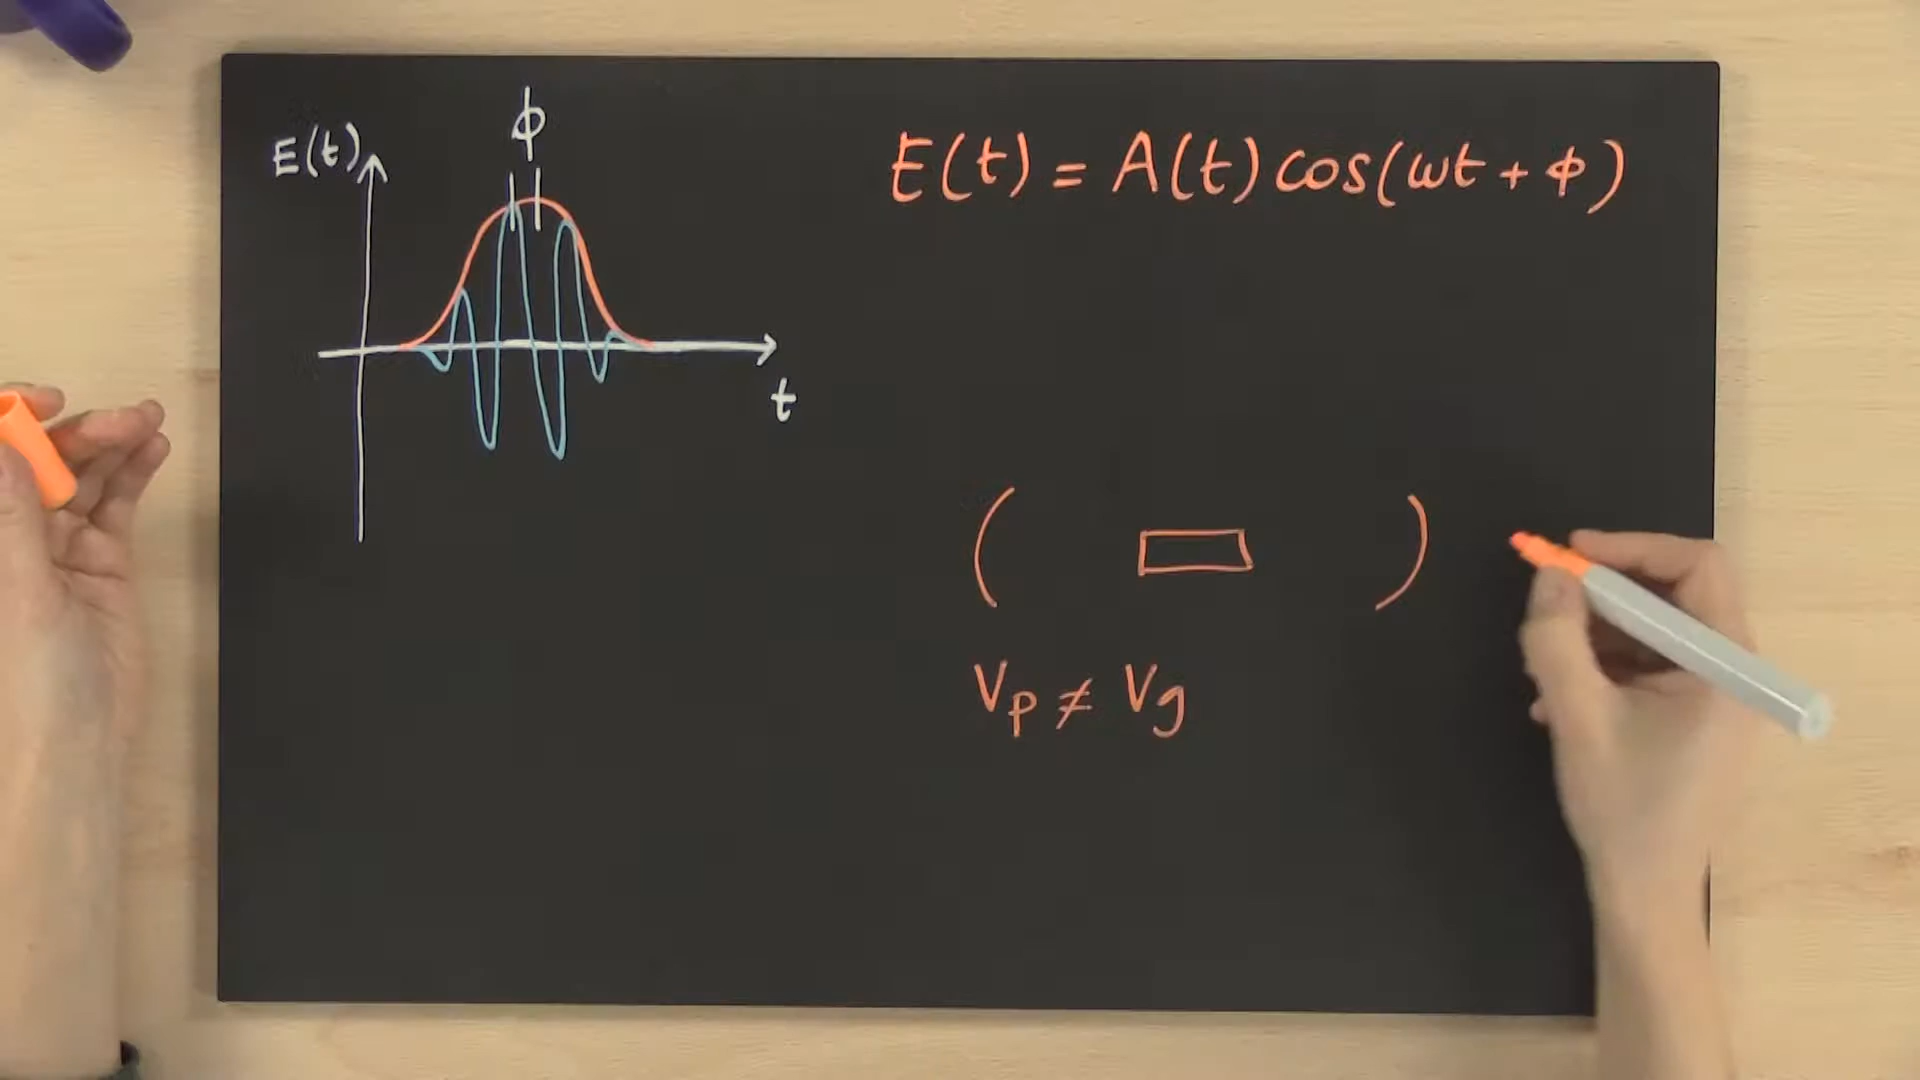 ϕ
E(t)
t
E(t) = A(t) cos(ωt + ϕ)
Vp ≠ Vg